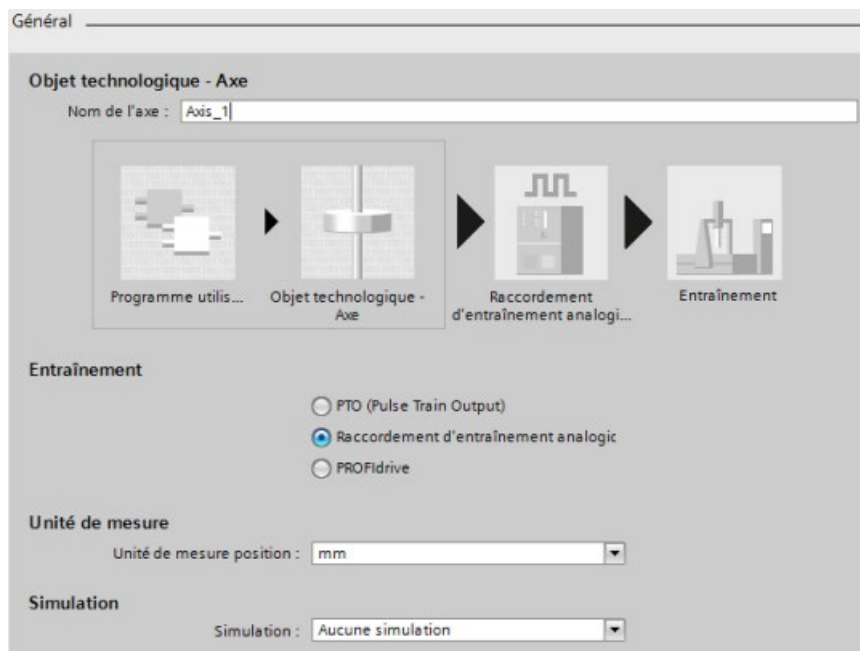 Général
Objet technologique - Axe
Nom de l'axe : Axis_1
Programme utilis...
Objet technologique -
Axe
Raccordement
d'entraînement analogi...
Entraînement
Entraînement
PTO (Pulse Train Output)
Raccordement d'entraînement analogic
PROFIdrive
Unité de mesure
Unité de mesure position : mm
Simulation
Simulation : Aucune simulation